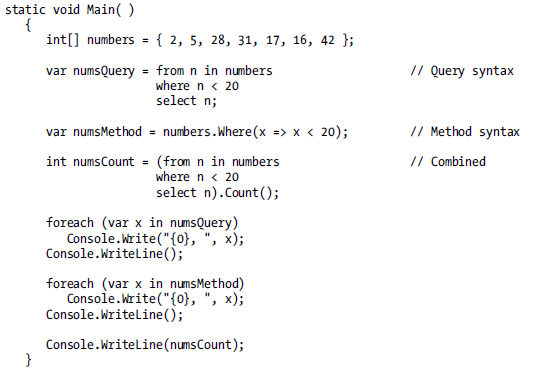 static void Main( )
{
int[] numbers = { 2, 5, 28, 31, 17, 16, 42 };
var numsQuery = from n in numbers // Query syntax
where n < 20
select n;
var numsMethod = numbers.Where(x => x < 20); // Method syntax
int numsCount = (from n in numbers // Combined
where n < 20
select n).Count();
foreach (var x in numsQuery)
Console.Write("{0}, ", x);
Console.WriteLine();
foreach (var x in numsMethod)
Console.Write("{0}, ", x);
Console.WriteLine();
Console.WriteLine(numsCount);
}